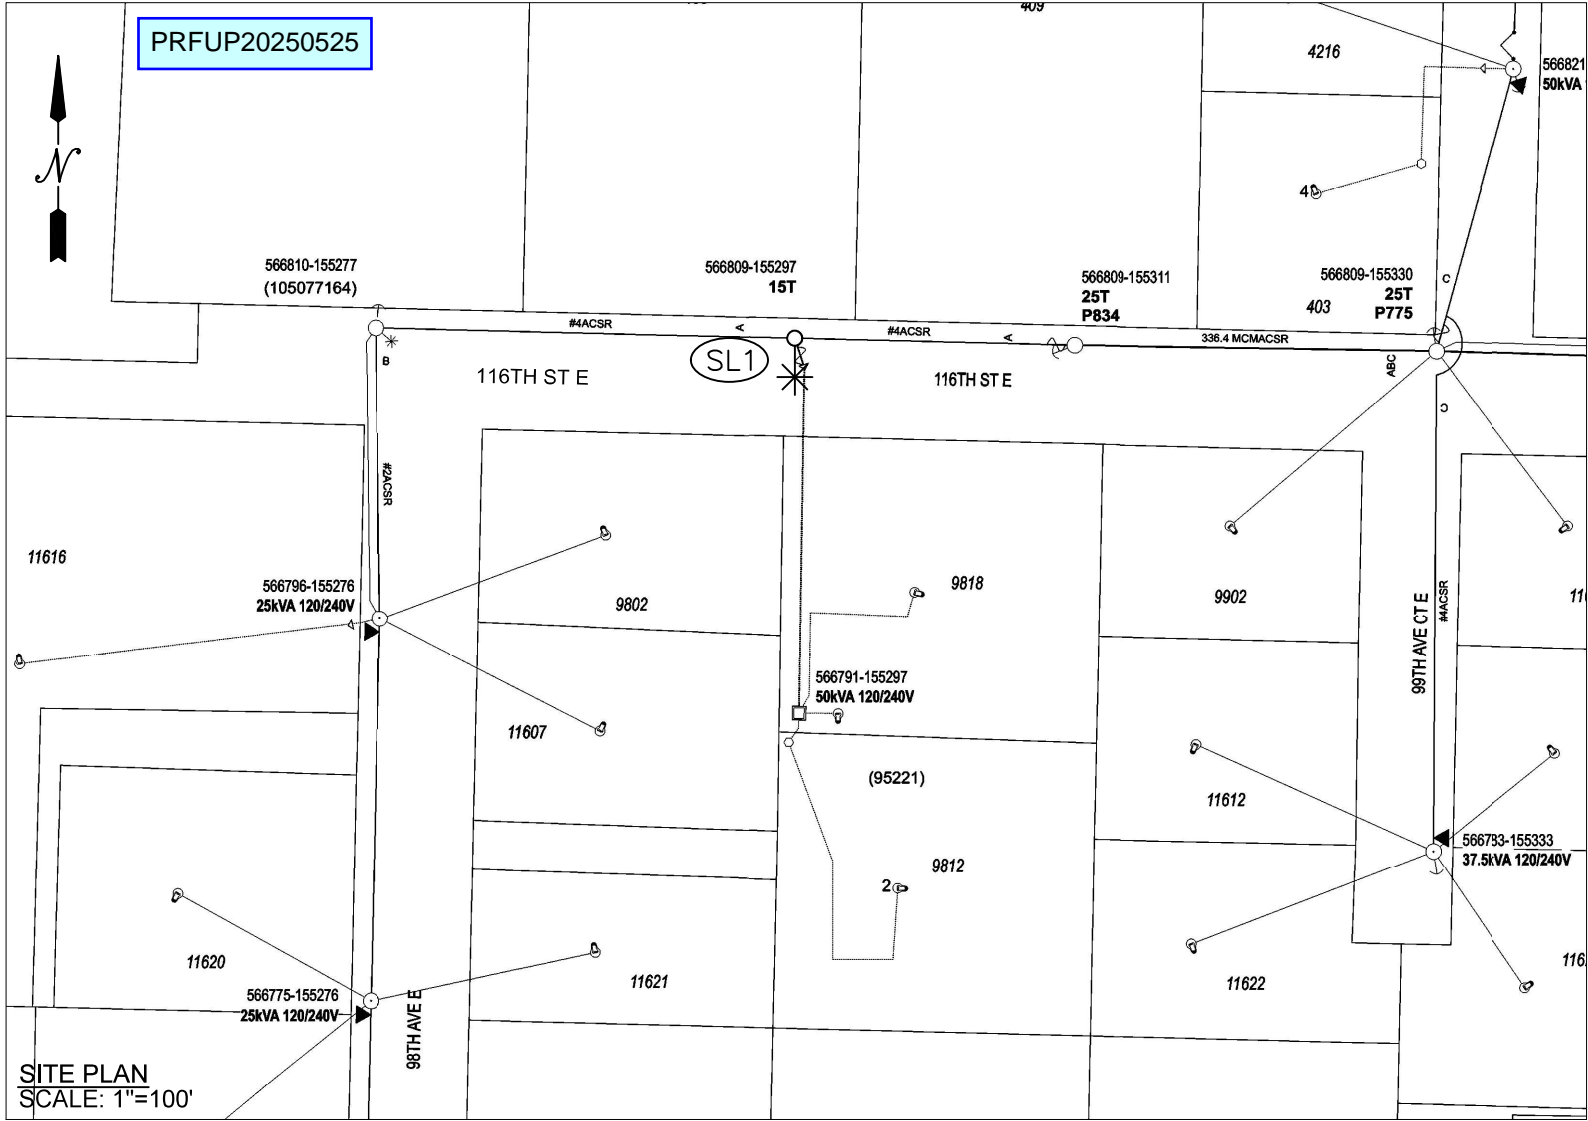 409
PRFUP20250525
4216
566821
50kVA
N
4
566810-155277
(105077164)
566809-155297
15T
566809-155311
25T
P834
566809-155330
25T
P775
403
C
#4ACSR
A
#4ACSR
A
336.4 MCMACSR
ABC
B
SL1
116TH ST E
116TH ST E
C
#2ACSR
11616
566796-155276
25kVA 120/240V
9802
9818
9902
#4ACSR
99TH AVE CT E
566791-155297
50kVA 120/240V
11607
(95221)
11612
566783-155333
37.5kVA 120/240V
9812
2
11620
11621
11622
566775-155276
25kVA 120/240V
98TH AVE E
SITE PLAN
SCALE: 1"=100'